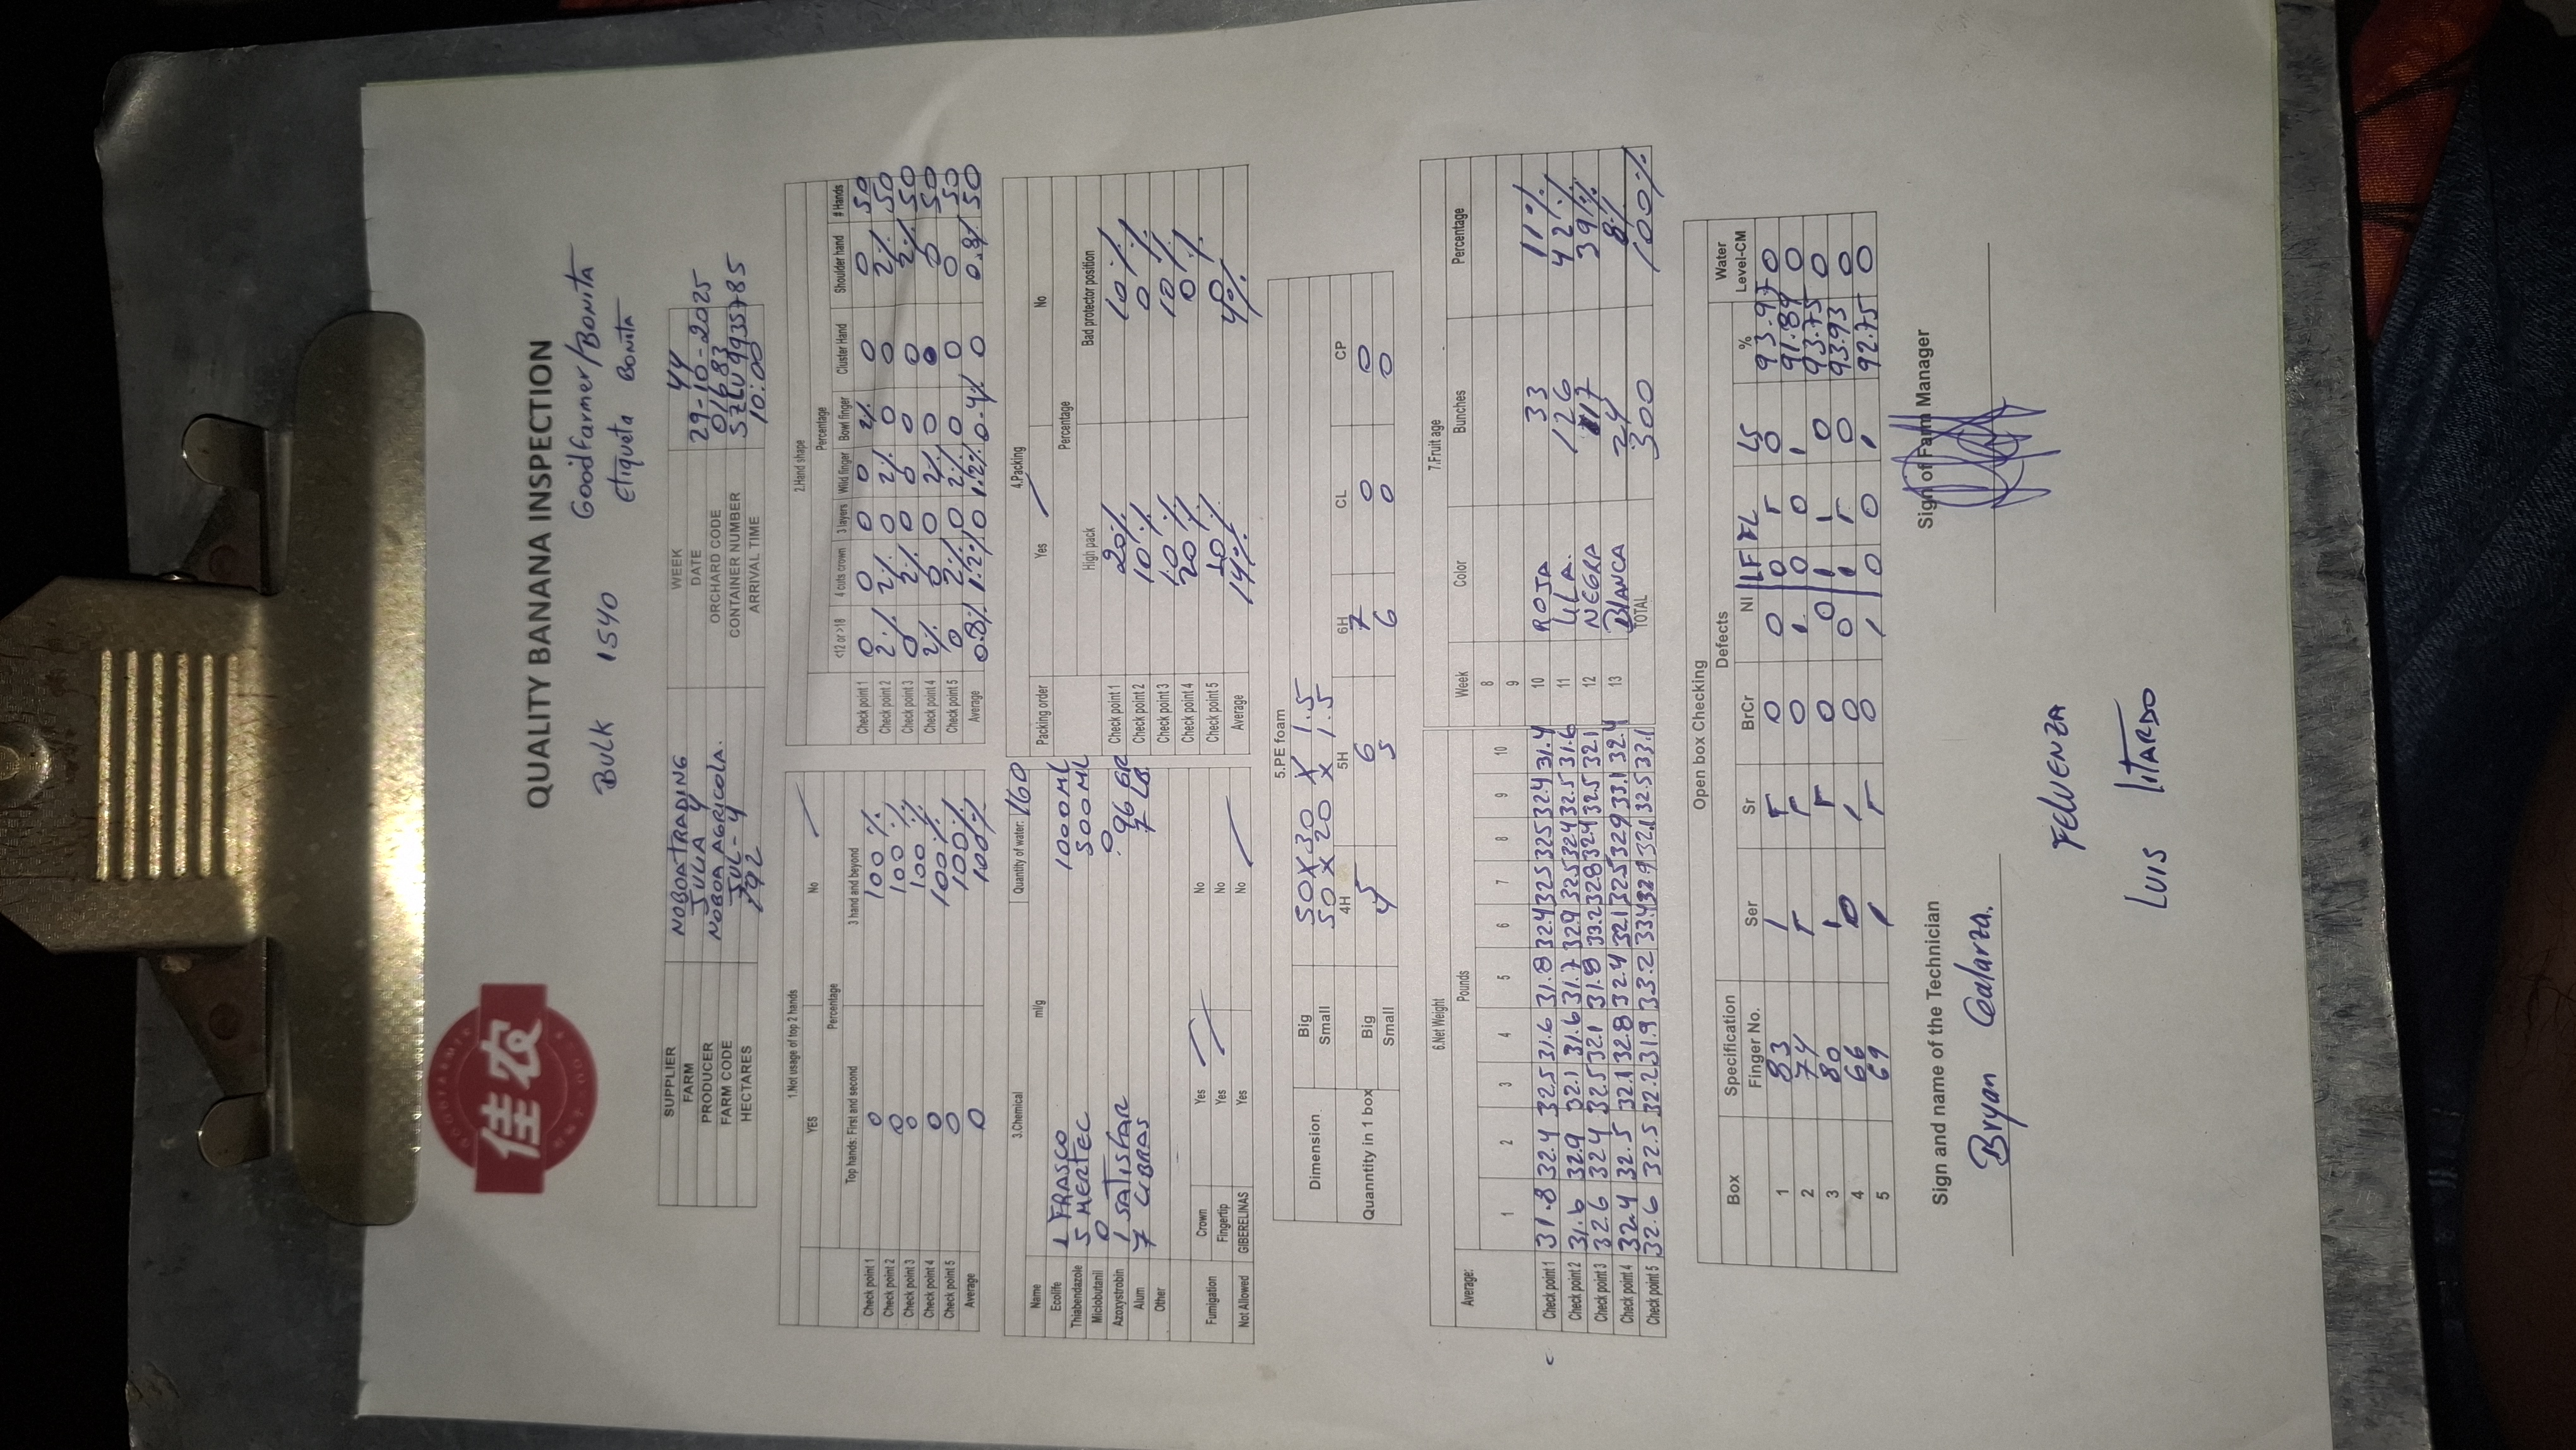 GOODFARMER
佳农
QUALITY BANANA INSPECTION
BULK 1540 GoodFarmer/BONITA
Etiqueta BONITA
SUPPLIER NOBOATRADING WEEK 44
FARM JULIA 4 DATE 29-10-2025
PRODUCER NOBOA AGRICOLA. ORCHARD CODE 01683
FARM CODE JUL-4 CONTAINER NUMBER SZLU9935785
HECTARES 292 ARRIVAL TIME 10:00
1.Not usage of top 2 hands
YES No
Percentage
Top hands: First and second 3 hand and beyond
Check point 1 0 100%
Check point 2 0 100%
Check point 3 0 100%
Check point 4 0 100%
Check point 5 0 100%
Average 0 100%
2.Hand shape
Percentage
<12 or >18 4 cuts crown 3 layers Wild finger Bowl finger Cluster Hand Shoulder hand # Hands
Check point 1 0 0 0 0 2% 0 0 50
Check point 2 2% 2% 0 2% 0 0 2% 50
Check point 3 0 2% 0 0 0 0 2% 50
Check point 4 2% 0 0 2% 0 0 50
Check point 5 0 2% 0 2% 0 0 0 50
Average 0.8% 1.2% 0 1.2% 0.4% 0 0.8% 50
3.Chemical Quantity of water: 160
Name ml/g
Ecolife 1 FRASCO 1000ML
Thiabendazole 5 MERTEC 500ML
Miclobutanil 0 0
Azoxystrobin 1 SATISFAR 96 GR
Alum 7 LIBRAS 7 LB.
Other
Fumigation Crown Yes No
Fingertip Yes No
Not Allowed GIBERELINAS Yes No
4.Packing
Packing order Yes No
Percentage
High pack Bad protector position
Check point 1 20% 10%
Check point 2 10% 0%
Check point 3 10% 10%
Check point 4 20% 0%
Check point 5 10% 0
Average 14% 4%
5.PE foam
Dimension Big 50X30 X 1.5
Small 50X20 X 1.5
4H 5H 6H CL CP
Quanntity in 1 box Big 5 6 7 0 0
Small 4 5 6 0 0
6.Net Weight
Average: Pounds
1 2 3 4 5 6 7 8 9 10
Check point 1 31.8 32.4 32.5 31.6 31.8 32.4 325 325 32.4 31.4
Check point 2 31.6 32.9 32.1 31.6 31.7 329 32.5 324 32.5 31.6
Check point 3 32.6 324 325 32.1 31.8 33.2 32.8 32.4 32.5 32.1
Check point 4 32.4 32.5 32.1 32.8 32.4 32.1 32.5 329 33.1 32.4
Check point 5 32.6 32.5 32.2 31.9 33.2 334 32.9 32.1 32.5 33.1
7.Fruit age
Week Color Bunches Percentage
8
9
10 ROJA 33 11%
11 LILA. 126 42%
12 NEGRA 117 39%
13 BLANCA 24 8%
TOTAL 300 100%
Open box Checking
Box Specification Defects Water
Finger No. Ser Sr BrCr NI LF FL LS % Level-CM
1 83 1 Γ 0 0 0 Γ 0 93.97 0
2 74 Γ Γ 0 1 0 0 1 91.89 0
3 80 1 Γ 0 0 1 1 0 93.75 0
4 66 0 1 0 0 1 Γ 0 93.93 0
5 69 1 Γ 0 1 0 0 1 92.75 0
Sign and name of the Technician Sign of Farm Manager
Bryan Galarza.
FELVENZA
LUIS LITARDO